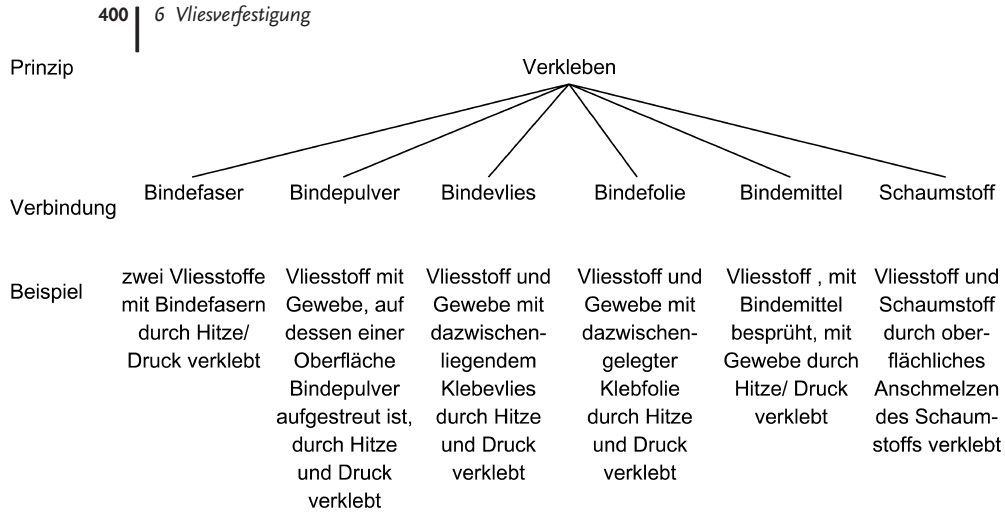 400 6 Vliesverfestigung
Prinzip
Verkleben
Verbindung
Bindefaser
Bindepulver
Bindevlies
Bindefolie
Bindemittel
Schaumstoff
Beispiel
zwei Vliesstoffe
mit Bindefasern
durch Hitze/
Druck verklebt
Vliesstoff mit
Gewebe, auf
dessen einer
Oberfläche
Bindepulver
aufgestreut ist,
durch Hitze
und Druck
verklebt
Vliesstoff und
Gewebe mit
dazwischen-
liegendem
Klebevlies
durch Hitze
und Druck
verklebt
Vliesstoff und
Gewebe mit
dazwischen-
gelegter
Klebfolie
durch Hitze
und Druck
verklebt
Vliesstoff , mit
Bindemittel
besprüht, mit
Gewebe durch
Hitze/ Druck
verklebt
Vliesstoff und
Schaumstoff
durch ober-
flächliches
Anschmelzen
des Schaum-
stoffs verklebt